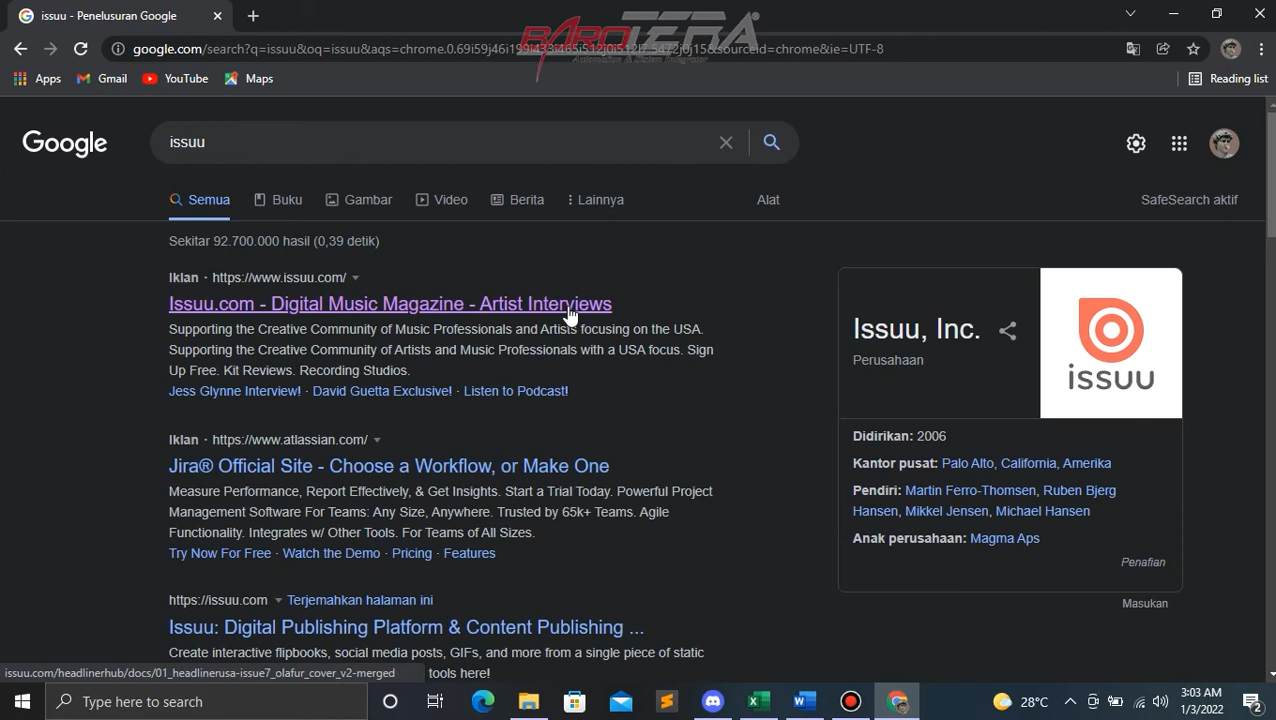 issuu - Penelusuran Google
BAROTERA
google.com/search?q=issuu&oq=issuu&aqs=chrome.0.69i59j46i199i433i465i512j0i512l7.5472j0j15&sourceid=chrome&ie=UTF-8
Apps Gmail YouTube Maps Reading list
Google issuu
Semua Buku Gambar Video Berita Lainnya Alat SafeSearch aktif
Sekitar 92.700.000 hasil (0,39 detik)
Iklan · https://www.issuu.com/
Issuu.com - Digital Music Magazine - Artist Interviews
Supporting the Creative Community of Music Professionals and Artists focusing on the USA.
Supporting the Creative Community of Artists and Music Professionals with a USA focus. Sign
Up Free. Kit Reviews. Recording Studios.
Jess Glynne Interview! · David Guetta Exclusive! · Listen to Podcast!
Iklan · https://www.atlassian.com/
Jira® Official Site - Choose a Workflow, or Make One
Measure Performance, Report Effectively, & Get Insights. Start a Trial Today. Powerful Project
Management Software For Teams: Any Size, Anywhere. Trusted by 65k+ Teams. Agile
Functionality. Integrates w/ Other Tools. For Teams of All Sizes.
Try Now For Free · Watch the Demo · Pricing · Features
https://issuu.com Terjemahkan halaman ini
Issuu: Digital Publishing Platform & Content Publishing ...
Create interactive flipbooks, social media posts, GIFs, and more from a single piece of static
tools here!
Issuu, Inc.
Perusahaan
issuu
Didirikan: 2006
Kantor pusat: Palo Alto, California, Amerika
Pendiri: Martin Ferro-Thomsen, Ruben Bjerg
Hansen, Mikkel Jensen, Michael Hansen
Anak perusahaan: Magma Aps
Penafian
Masukan
issuu.com/headlinerhub/docs/01_headlinerusa-issue7_olafur_cover_v2-merged
Type here to search
28°C
3:03 AM
1/3/2022
2